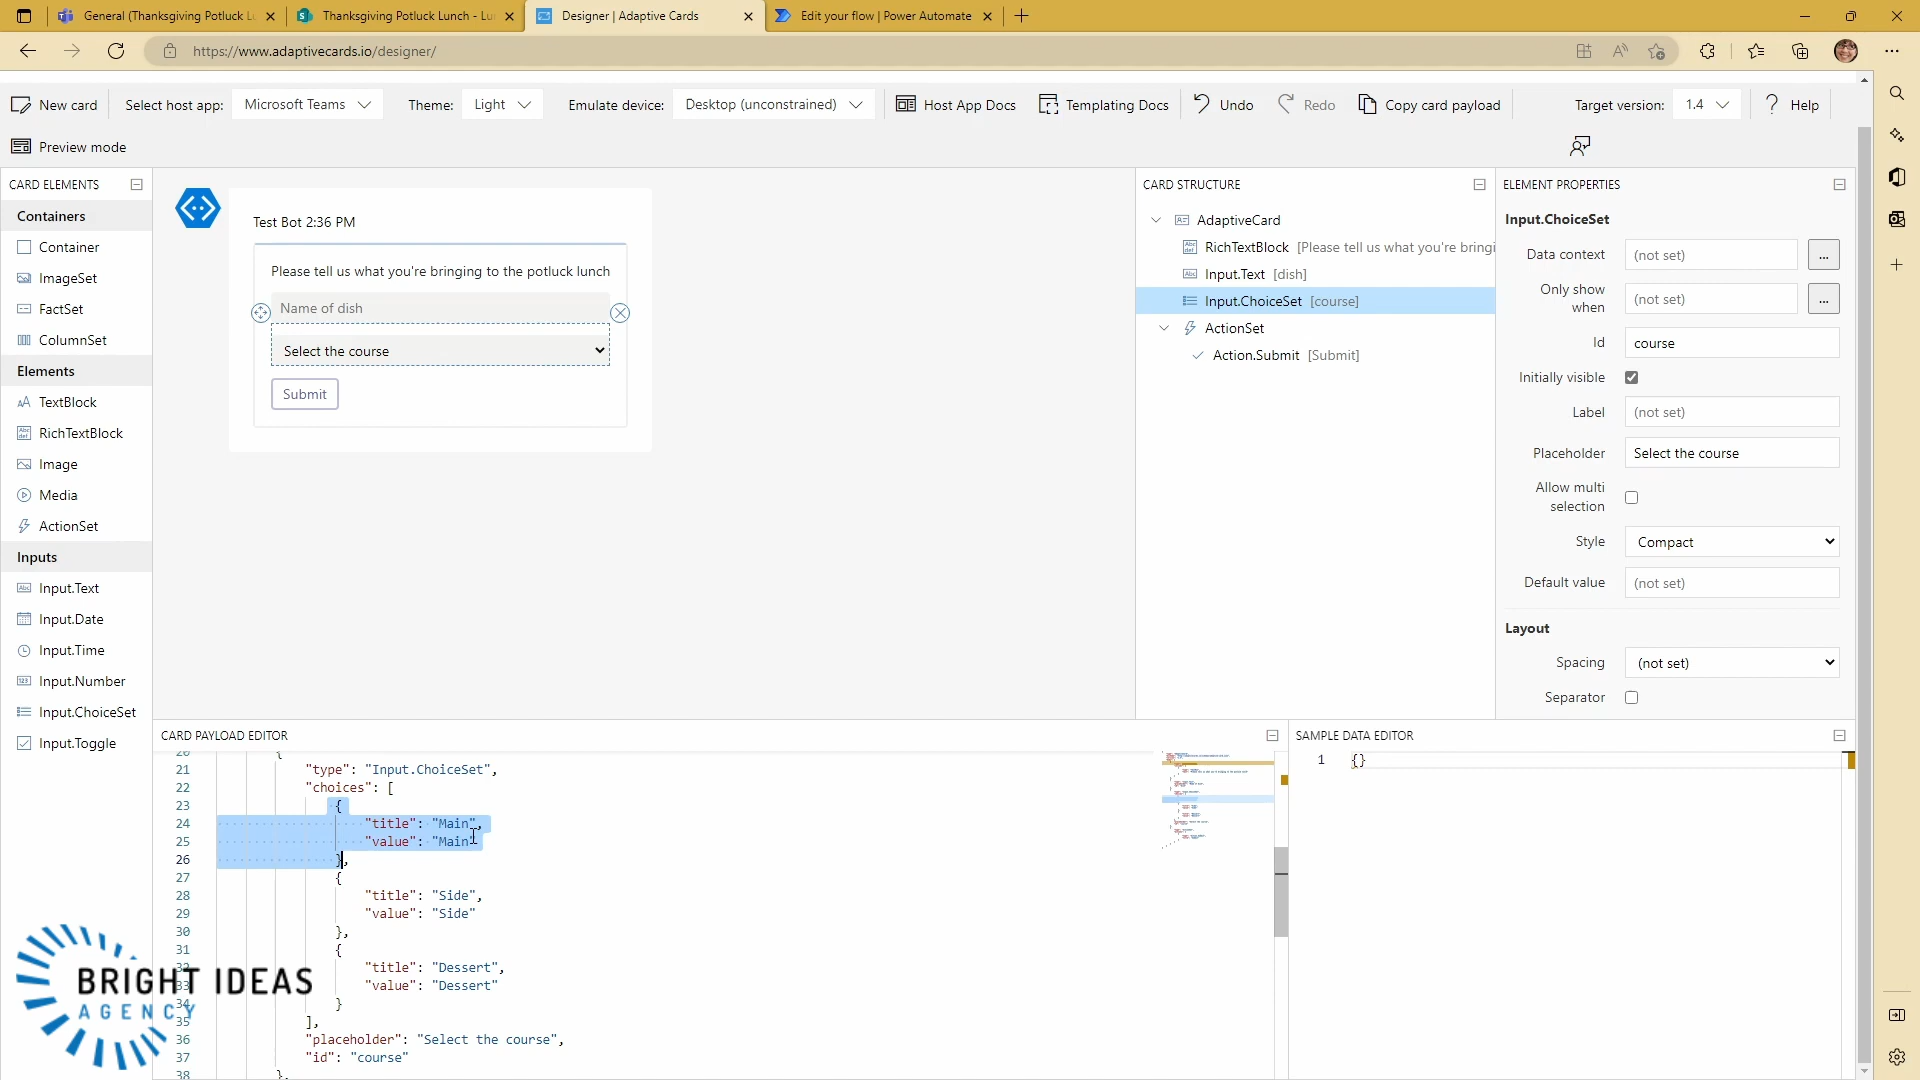 General (Thanksgiving Potluck Lu
Thanksgiving Potluck Lunch - Lun
Designer | Adaptive Cards
Edit your flow | Power Automate
https://www.adaptivecards.io/designer/
New card
Select host app:
Microsoft Teams
Theme:
Light
Emulate device:
Desktop (unconstrained)
Host App Docs
Templating Docs
Undo
Redo
Copy card payload
Target version:
1.4
Help
Preview mode
CARD ELEMENTS
Containers
Container
ImageSet
FactSet
ColumnSet
Elements
TextBlock
RichTextBlock
Image
Media
ActionSet
Inputs
Input.Text
Input.Date
Input.Time
Input.Number
Input.ChoiceSet
Input.Toggle
Test Bot 2:36 PM
Please tell us what you're bringing to the potluck lunch
Name of dish
Select the course
Submit
CARD STRUCTURE
AdaptiveCard
RichTextBlock [Please tell us what you're bringi
Input.Text [dish]
Input.ChoiceSet [course]
ActionSet
Action.Submit [Submit]
ELEMENT PROPERTIES
Input.ChoiceSet
Data context (not set) ...
Only show when (not set) ...
Id course
Initially visible
Label (not set)
Placeholder Select the course
Allow multi selection
Style Compact
Default value (not set)
Layout
Spacing (not set)
Separator
CARD PAYLOAD EDITOR
20 {
21 "type": "Input.ChoiceSet",
22 "choices": [
23 {
24 "title": "Main",
25 "value": "Main"
26 },
27 {
28 "title": "Side",
29 "value": "Side"
30 },
31 {
32 "title": "Dessert",
33 "value": "Dessert"
34 }
35 ],
36 "placeholder": "Select the course",
37 "id": "course"
38 },
SAMPLE DATA EDITOR
1 {}
BRIGHT IDEAS
AGENCY